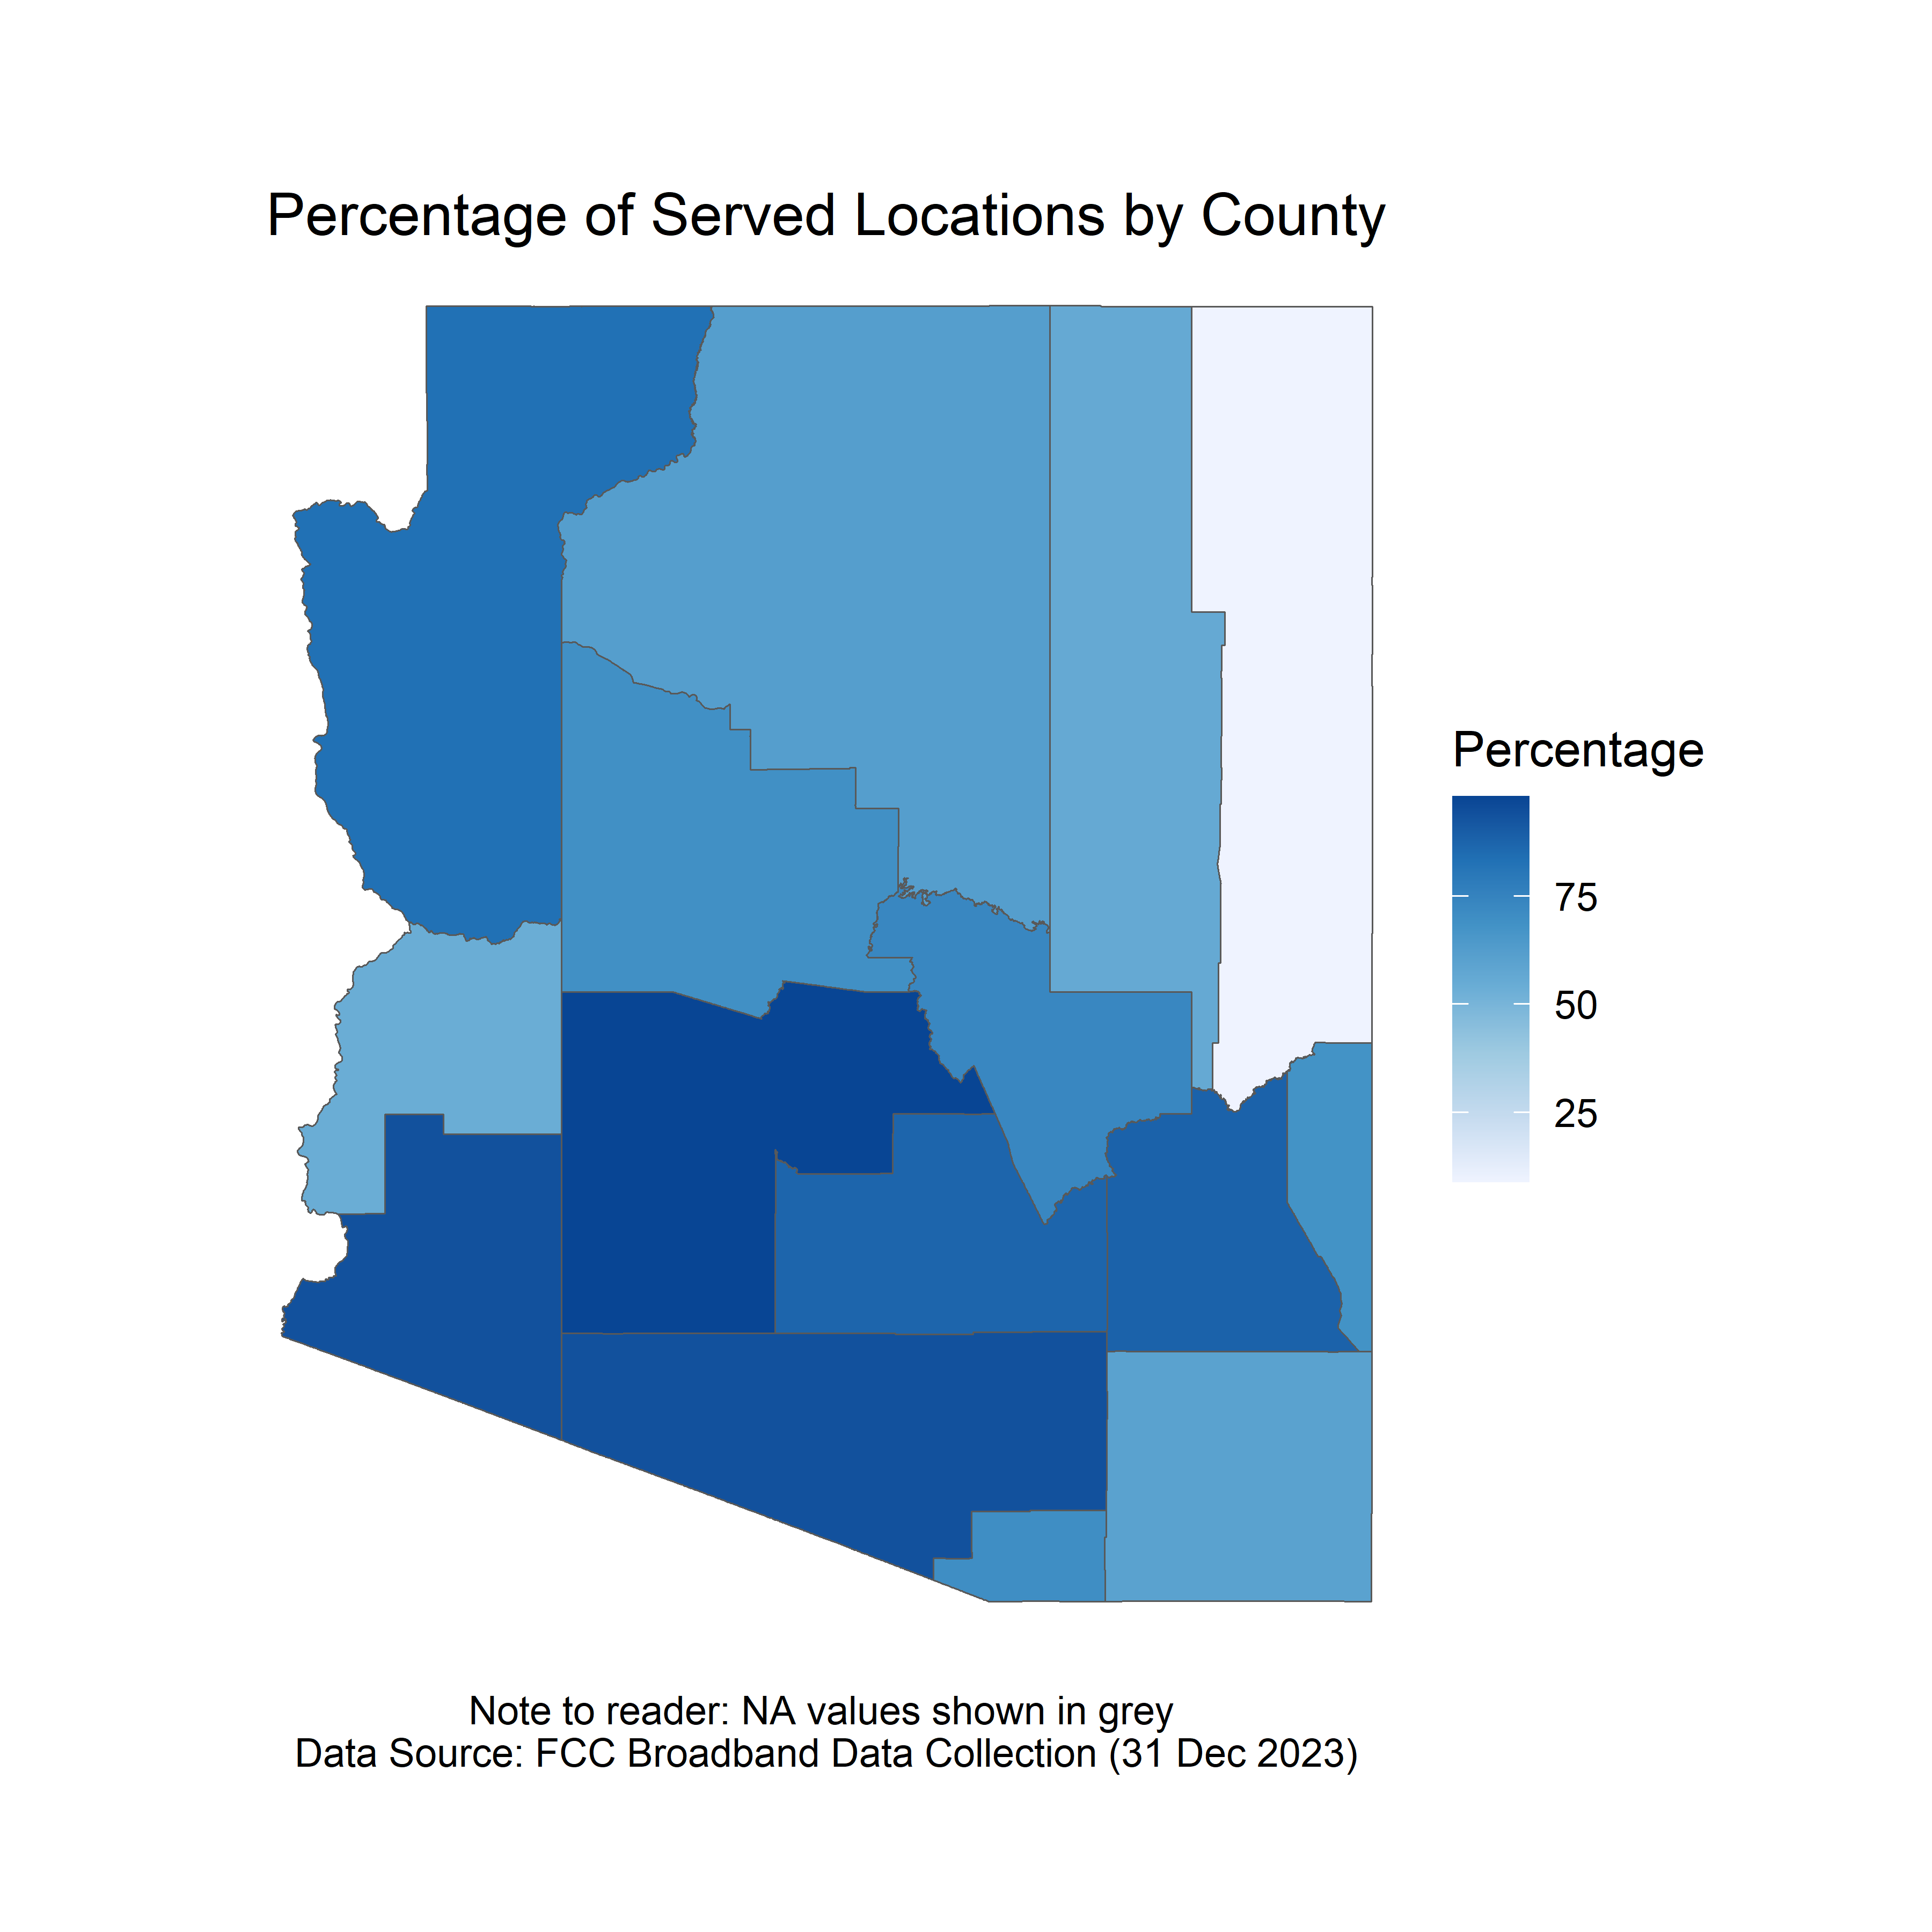 Percentage of Served Locations by County
Percentage
75
50
25
Note to reader: NA values shown in grey
Data Source: FCC Broadband Data Collection (31 Dec 2023)